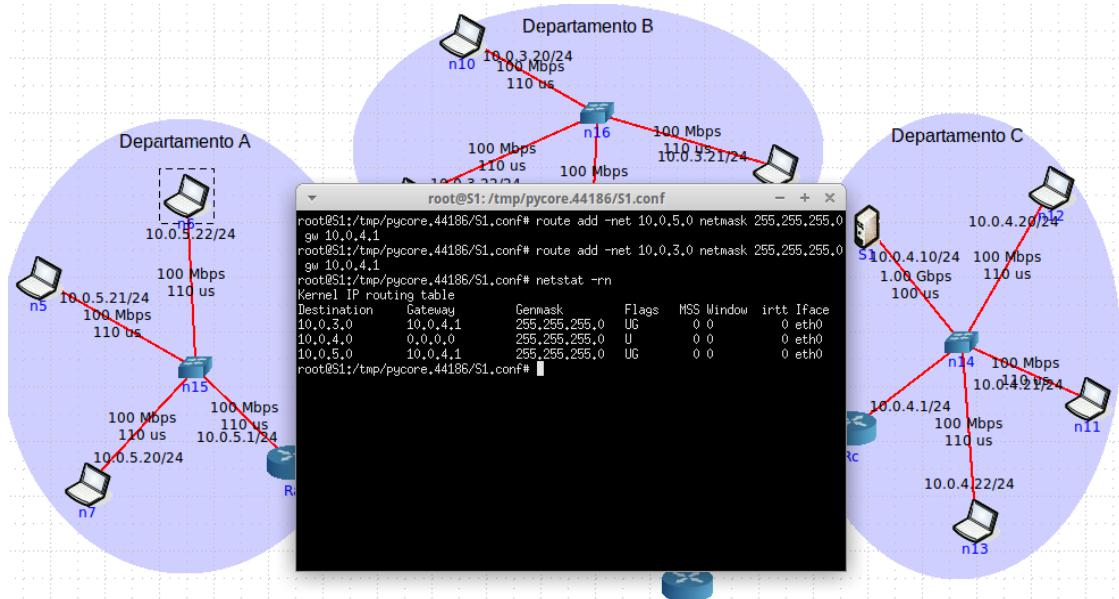 Departamento B
n10
10.0.3.20/24
100 Mbps
110 us
n16
100 Mbps
110 us
100 Mbps
100 Mbps
110 us
10.0.3.21/24
10.0.3.22/24
Departamento A
n6
10.0.5.22/24
100 Mbps
110 us
n5
10.0.5.21/24
100 Mbps
110 us
n15
100 Mbps
110 us
100 Mbps
110 us
10.0.5.1/24
10.0.5.20/24
n7
Ra
root@S1: /tmp/pycore.44186/S1.conf
root@S1:/tmp/pycore.44186/S1.conf# route add -net 10.0.5.0 netmask 255.255.255.0
gw 10.0.4.1
root@S1:/tmp/pycore.44186/S1.conf# route add -net 10.0.3.0 netmask 255.255.255.0
gw 10.0.4.1
root@S1:/tmp/pycore.44186/S1.conf# netstat -rn
Kernel IP routing table
Destination Gateway Genmask Flags MSS Window irtt Iface
10.0.3.0 10.0.4.1 255.255.255.0 UG 0 0 0 eth0
10.0.4.0 0.0.0.0 255.255.255.0 U 0 0 0 eth0
10.0.5.0 10.0.4.1 255.255.255.0 UG 0 0 0 eth0
root@S1:/tmp/pycore.44186/S1.conf#
Departamento C
n12
10.0.4.20/24
S1
10.0.4.10/24
1.00 Gbps
100 us
100 Mbps
110 us
n14
100 Mbps
110 us
10.0.4.21/24
n11
10.0.4.1/24
Rc
100 Mbps
110 us
10.0.4.22/24
n13